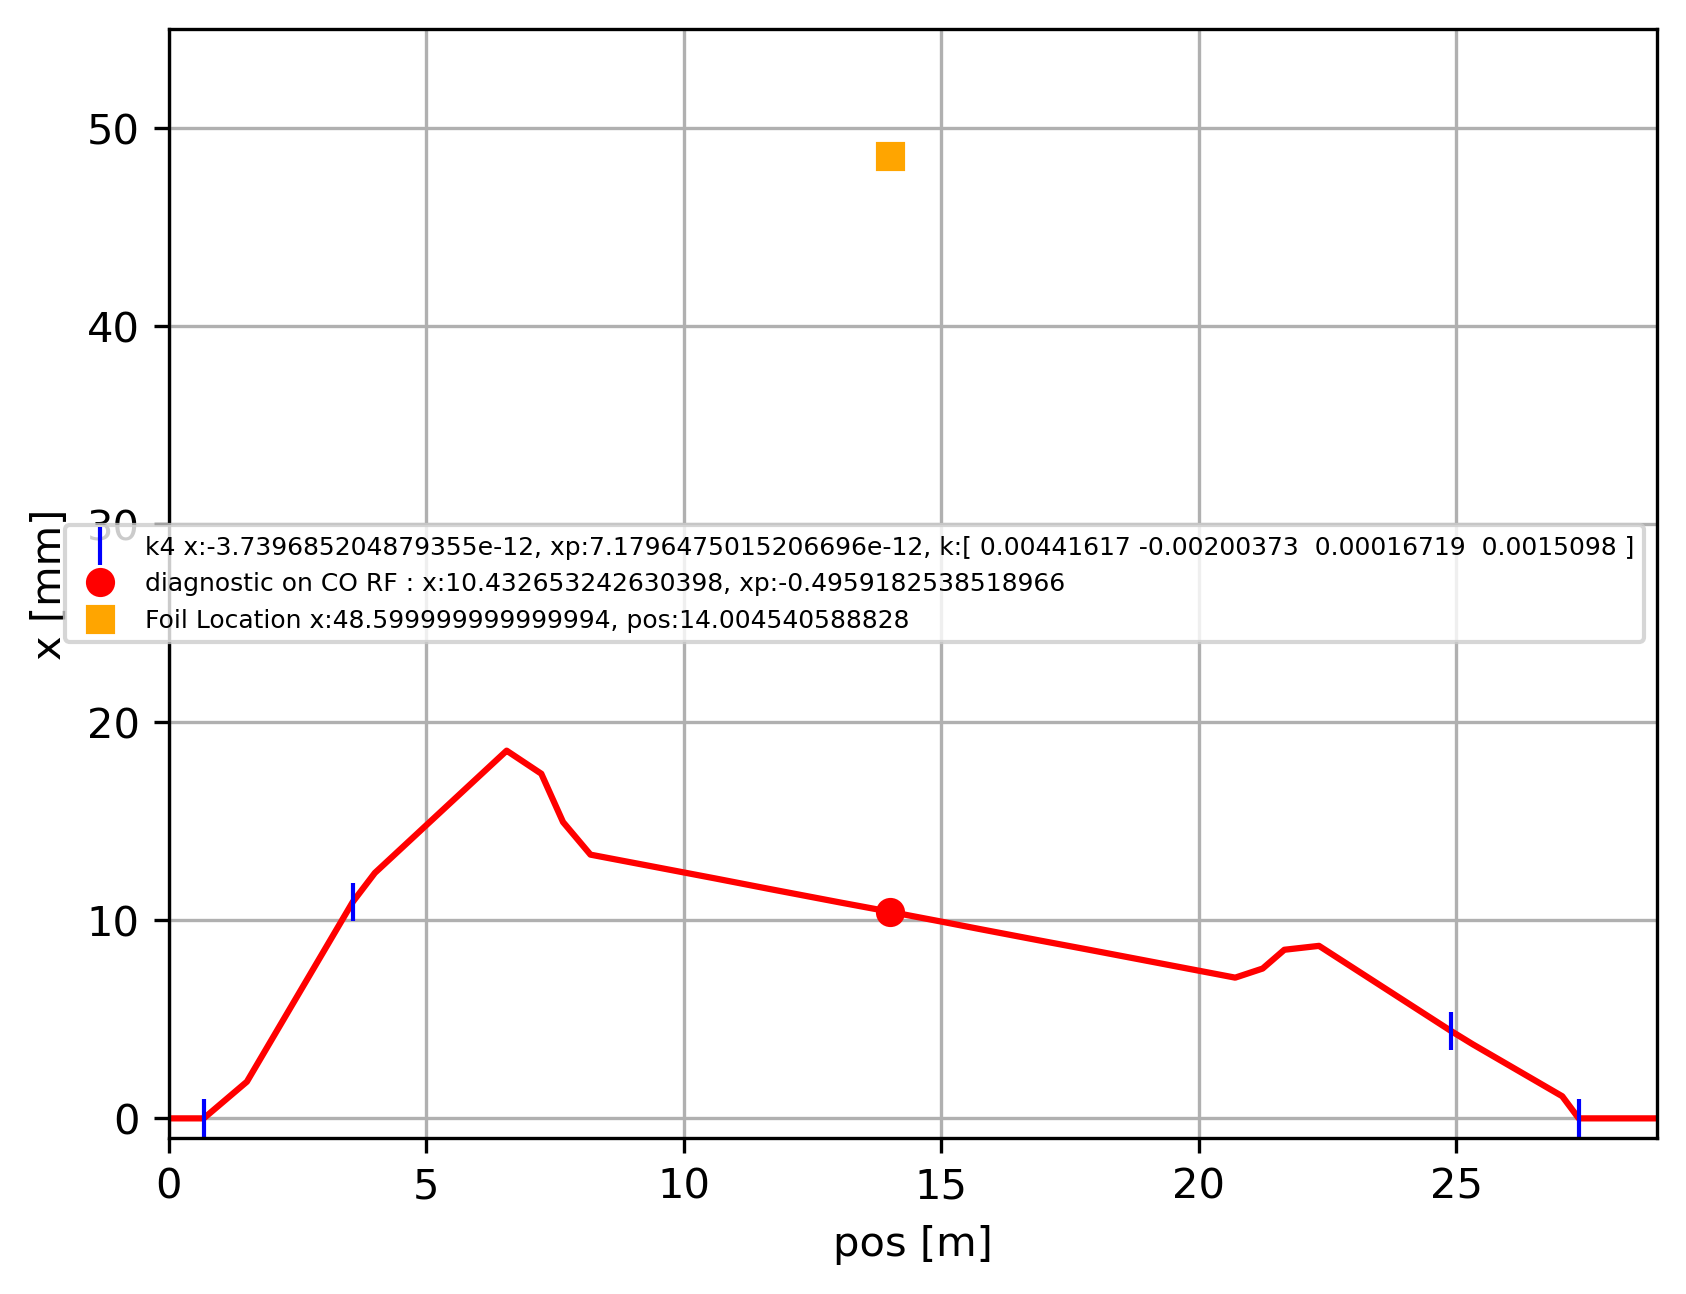 50
40
30
k4 x:-3.739685204879355e-12, xp:7.1796475015206696e-12, k:[ 0.00441617 -0.00200373  0.00016719  0.0015098 ]
diagnostic on CO RF : x:10.432653242630398, xp:-0.4959182538518966
Foil Location x:48.599999999999994, pos:14.004540588828
x [mm]
20
10
0
0 5 10 15 20 25
pos [m]